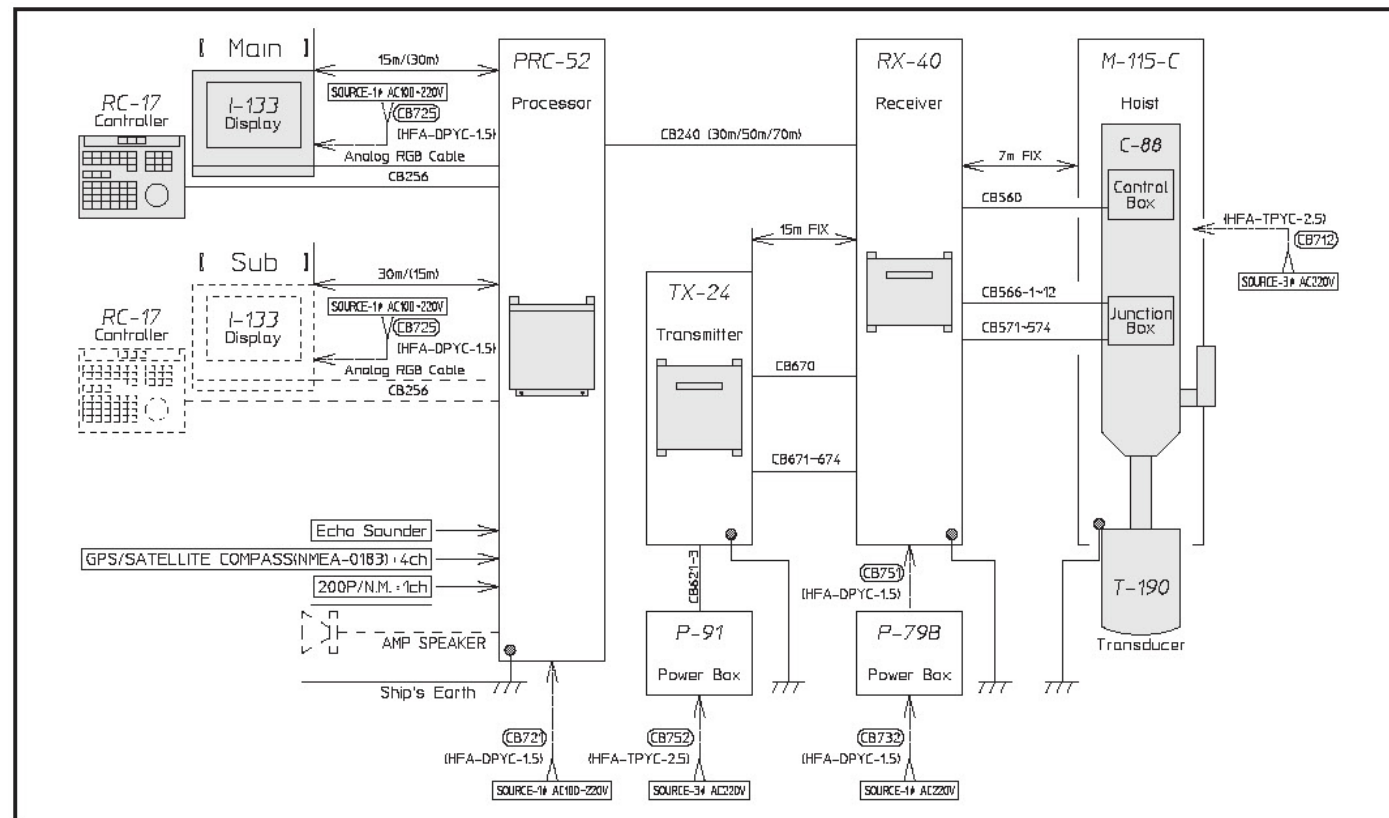 【 Main 】
15m/(30m)
SOURCE-1φ AC100~220V
CB725
(HFA-DPYC-1.5)
RC-17
Controller
I-133
Display
Analog RGB Cable
CB256
PRC-52
Processor
CB240 (30m/50m/70m)
RX-40
Receiver
7m FIX
CB560
M-115-C
Hoist
C-88
Control
Box
(HFA-TPYC-2.5)
CB712
SOURCE-3φ AC220V
【 Sub 】
30m/(15m)
SOURCE-1φ AC100~220V
CB725
(HFA-DPYC-1.5)
RC-17
Controller
I-133
Display
Analog RGB Cable
CB256
15m FIX
TX-24
Transmitter
CB670
CB671~674
CB566-1~12
CB571~574
Junction
Box
Echo Sounder
GPS/SATELLITE COMPASS(NMEA-0183):4ch
200P/N.M.:1ch
AMP SPEAKER
Ship's Earth
CB621-3
CB751
(HFA-DPYC-1.5)
P-91
Power Box
P-79B
Power Box
T-190
Transducer
CB721
(HFA-DPYC-1.5)
SOURCE-1φ AC100~220V
CB752
(HFA-TPYC-2.5)
SOURCE-3φ AC220V
CB732
(HFA-DPYC-1.5)
SOURCE-1φ AC220V